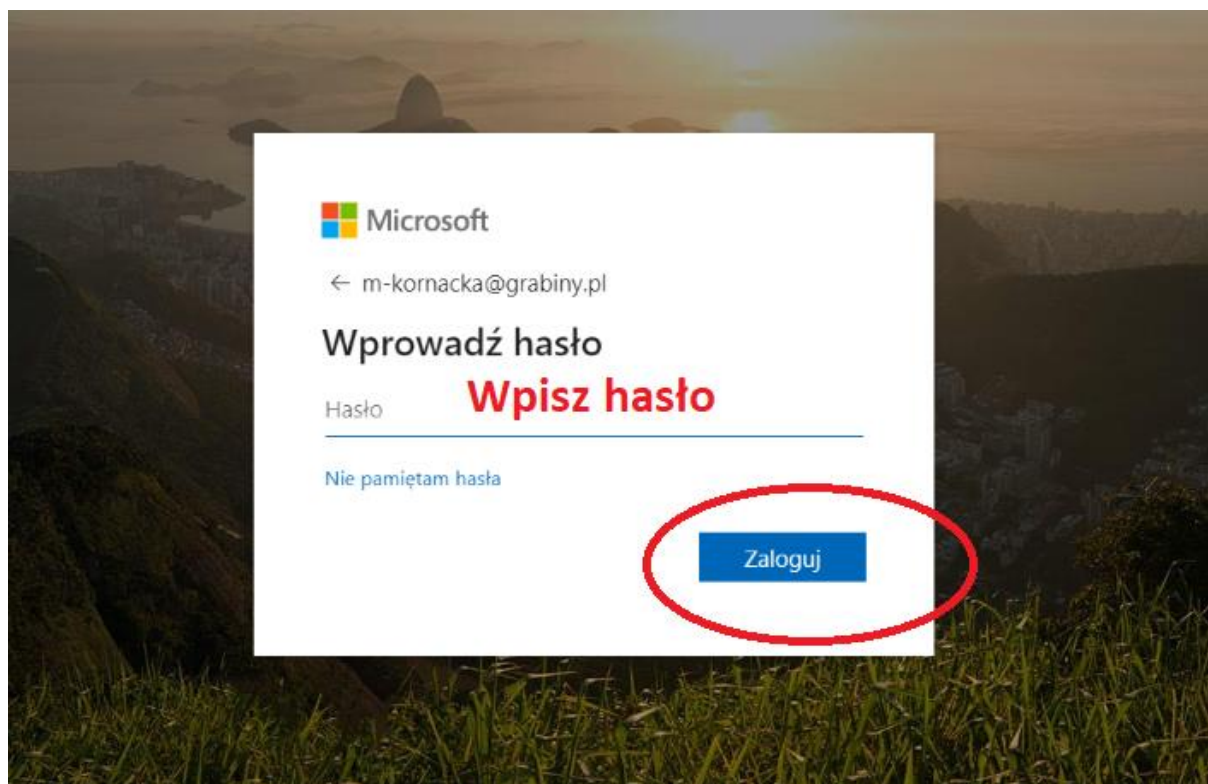 Microsoft
← m-kornacka@grabiny.pl
Wprowadź hasło
Wpisz hasło
Hasło
Nie pamiętam hasła
Zaloguj